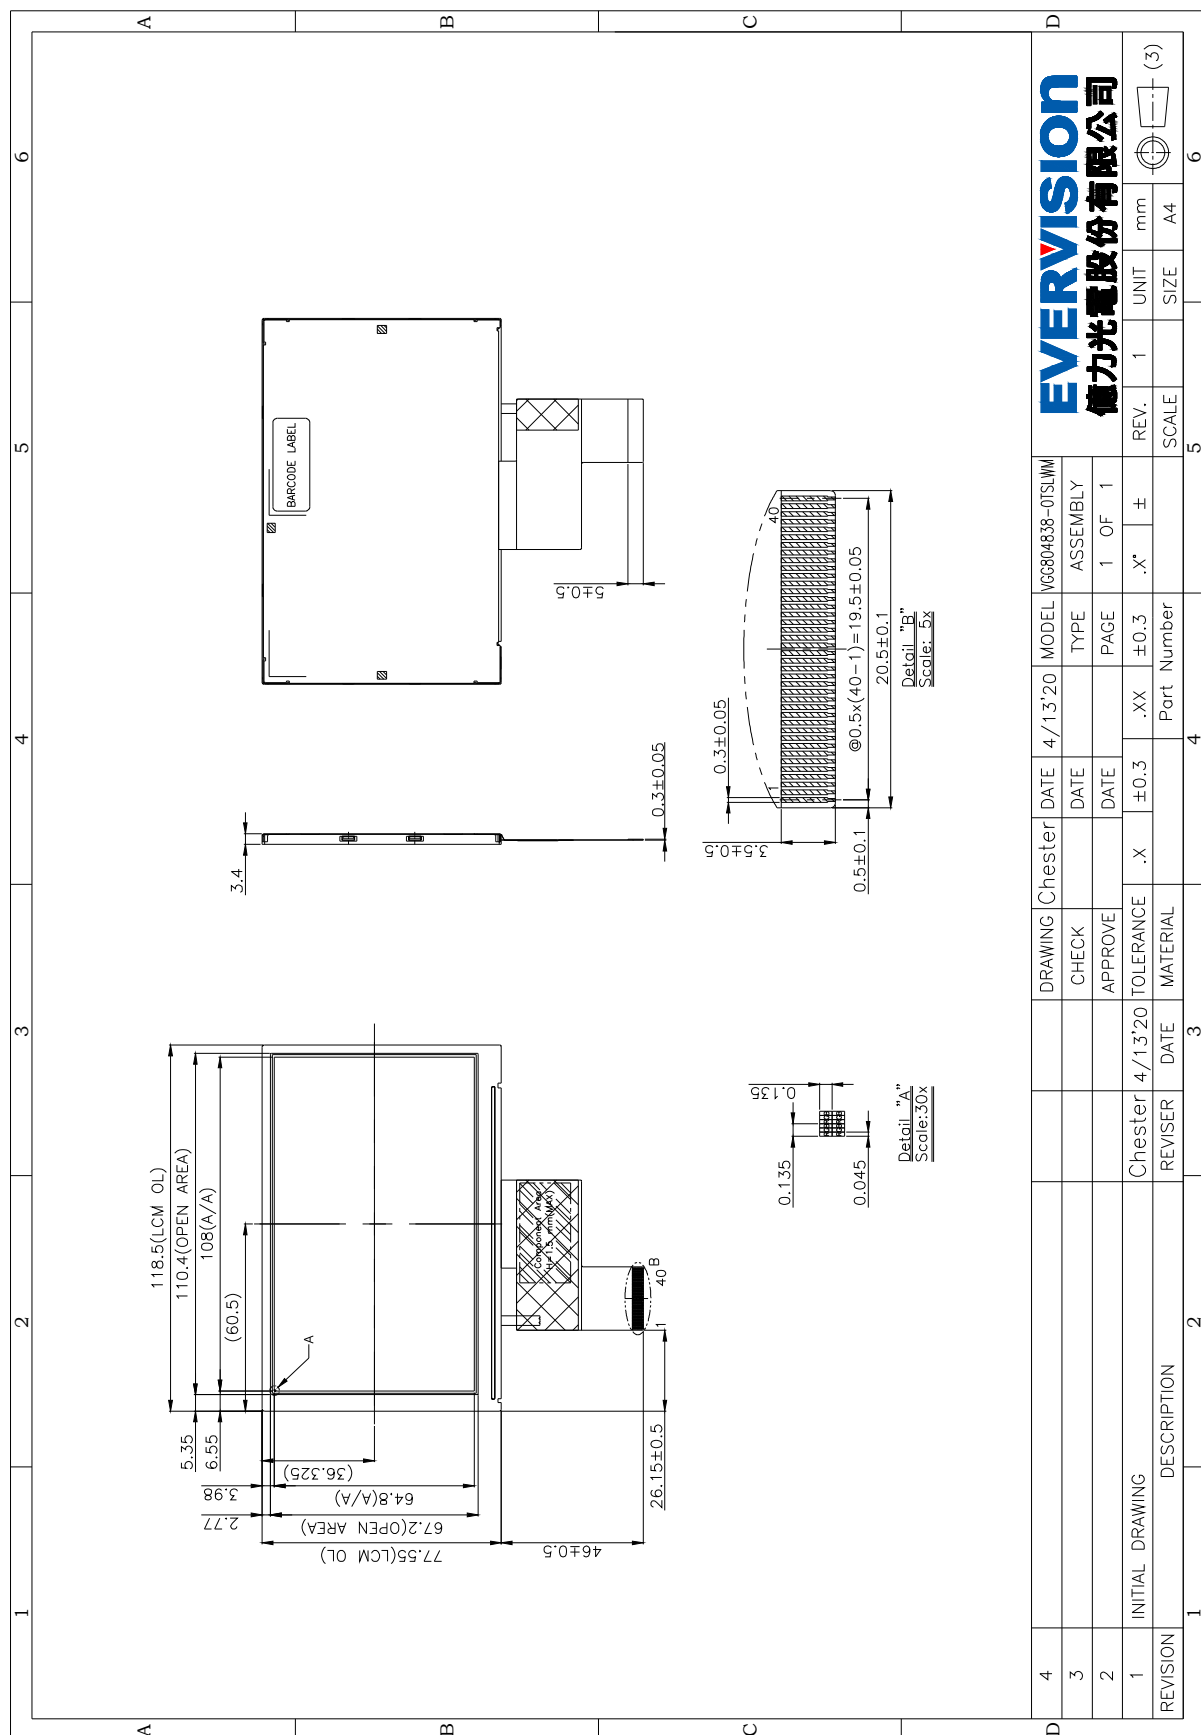 1
2
3
4
5
6
A
B
C
D
118.5(LCM OL)
110.4(OPEN AREA)
108(A/A)
(60.5)
5.35
6.55
A
3.98
2.77
(36.325)
64.8(A/A)
67.2(OPEN AREA)
77.55(LCM OL)
46±0.5
26.15±0.5
Component Area
H=1.5 mm(MAX)
1
40
B
3.4
0.3±0.05
BARCODE LABEL
5±0.5
0.135
0.135
0.045
Detail "A"
Scale:30x
0.3±0.05
3.5±0.5
0.5±0.1
1
40
@0.5x(40-1)=19.5±0.05
20.5±0.1
Detail "B"
Scale: 5x
4
3
2
1 INITIAL DRAWING Chester 4/13'20
REVISION DESCRIPTION REVISER DATE
DRAWING Chester DATE 4/13'20 MODEL VGG804838-0TSLWM
CHECK DATE TYPE ASSEMBLY
APPROVE DATE PAGE 1 OF 1
TOLERANCE .X ±0.3 .XX ±0.3 .X° ±
MATERIAL Part Number
EVERVISION
億力光電股份有限公司
REV. 1 UNIT mm
SCALE SIZE A4
(3)
1
2
3
4
5
6
A
B
C
D